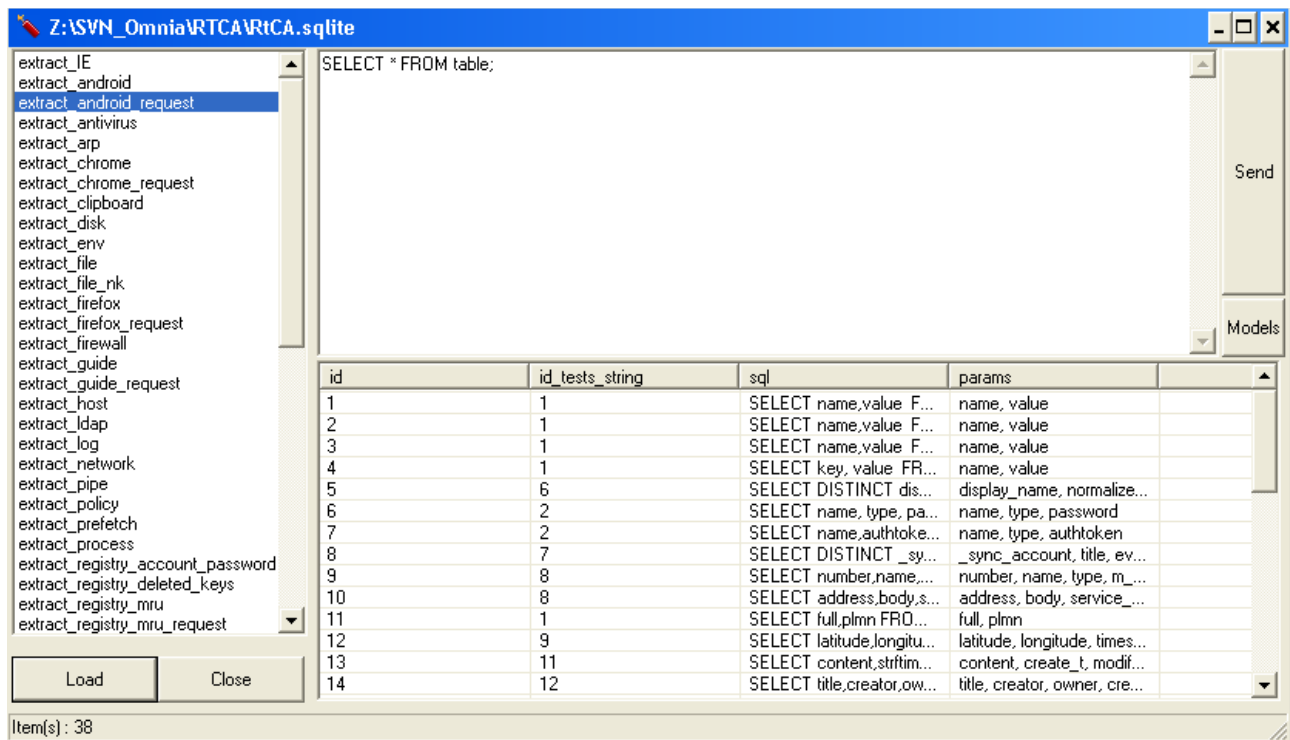 Z:\SVN_Omnia\RTCA\RtCA.sqlite
extract_IE
extract_android
extract_android_request
extract_antivirus
extract_arp
extract_chrome
extract_chrome_request
extract_clipboard
extract_disk
extract_env
extract_file
extract_file_nk
extract_firefox
extract_firefox_request
extract_firewall
extract_guide
extract_guide_request
extract_host
extract_ldap
extract_log
extract_network
extract_pipe
extract_policy
extract_prefetch
extract_process
extract_registry_account_password
extract_registry_deleted_keys
extract_registry_mru
extract_registry_mru_request
Load Close
SELECT * FROM table;
Send
Models
id id_tests_string sql params
1 1 SELECT name,value F... name, value
2 1 SELECT name,value F... name, value
3 1 SELECT name,value F... name, value
4 1 SELECT key, value FR... name, value
5 6 SELECT DISTINCT dis... display_name, normalize...
6 2 SELECT name, type, pa... name, type, password
7 2 SELECT name,authtoke... name, type, authtoken
8 7 SELECT DISTINCT _sy... _sync_account, title, ev...
9 8 SELECT number,name,... number, name, type, m_...
10 8 SELECT address,body,s... address, body, service_...
11 1 SELECT full,plmn FRO... full, plmn
12 9 SELECT latitude,longitu... latitude, longitude, times...
13 11 SELECT content,strftim... content, create_t, modif...
14 12 SELECT title,creator,ow... title, creator, owner, cre...
Item(s) : 38